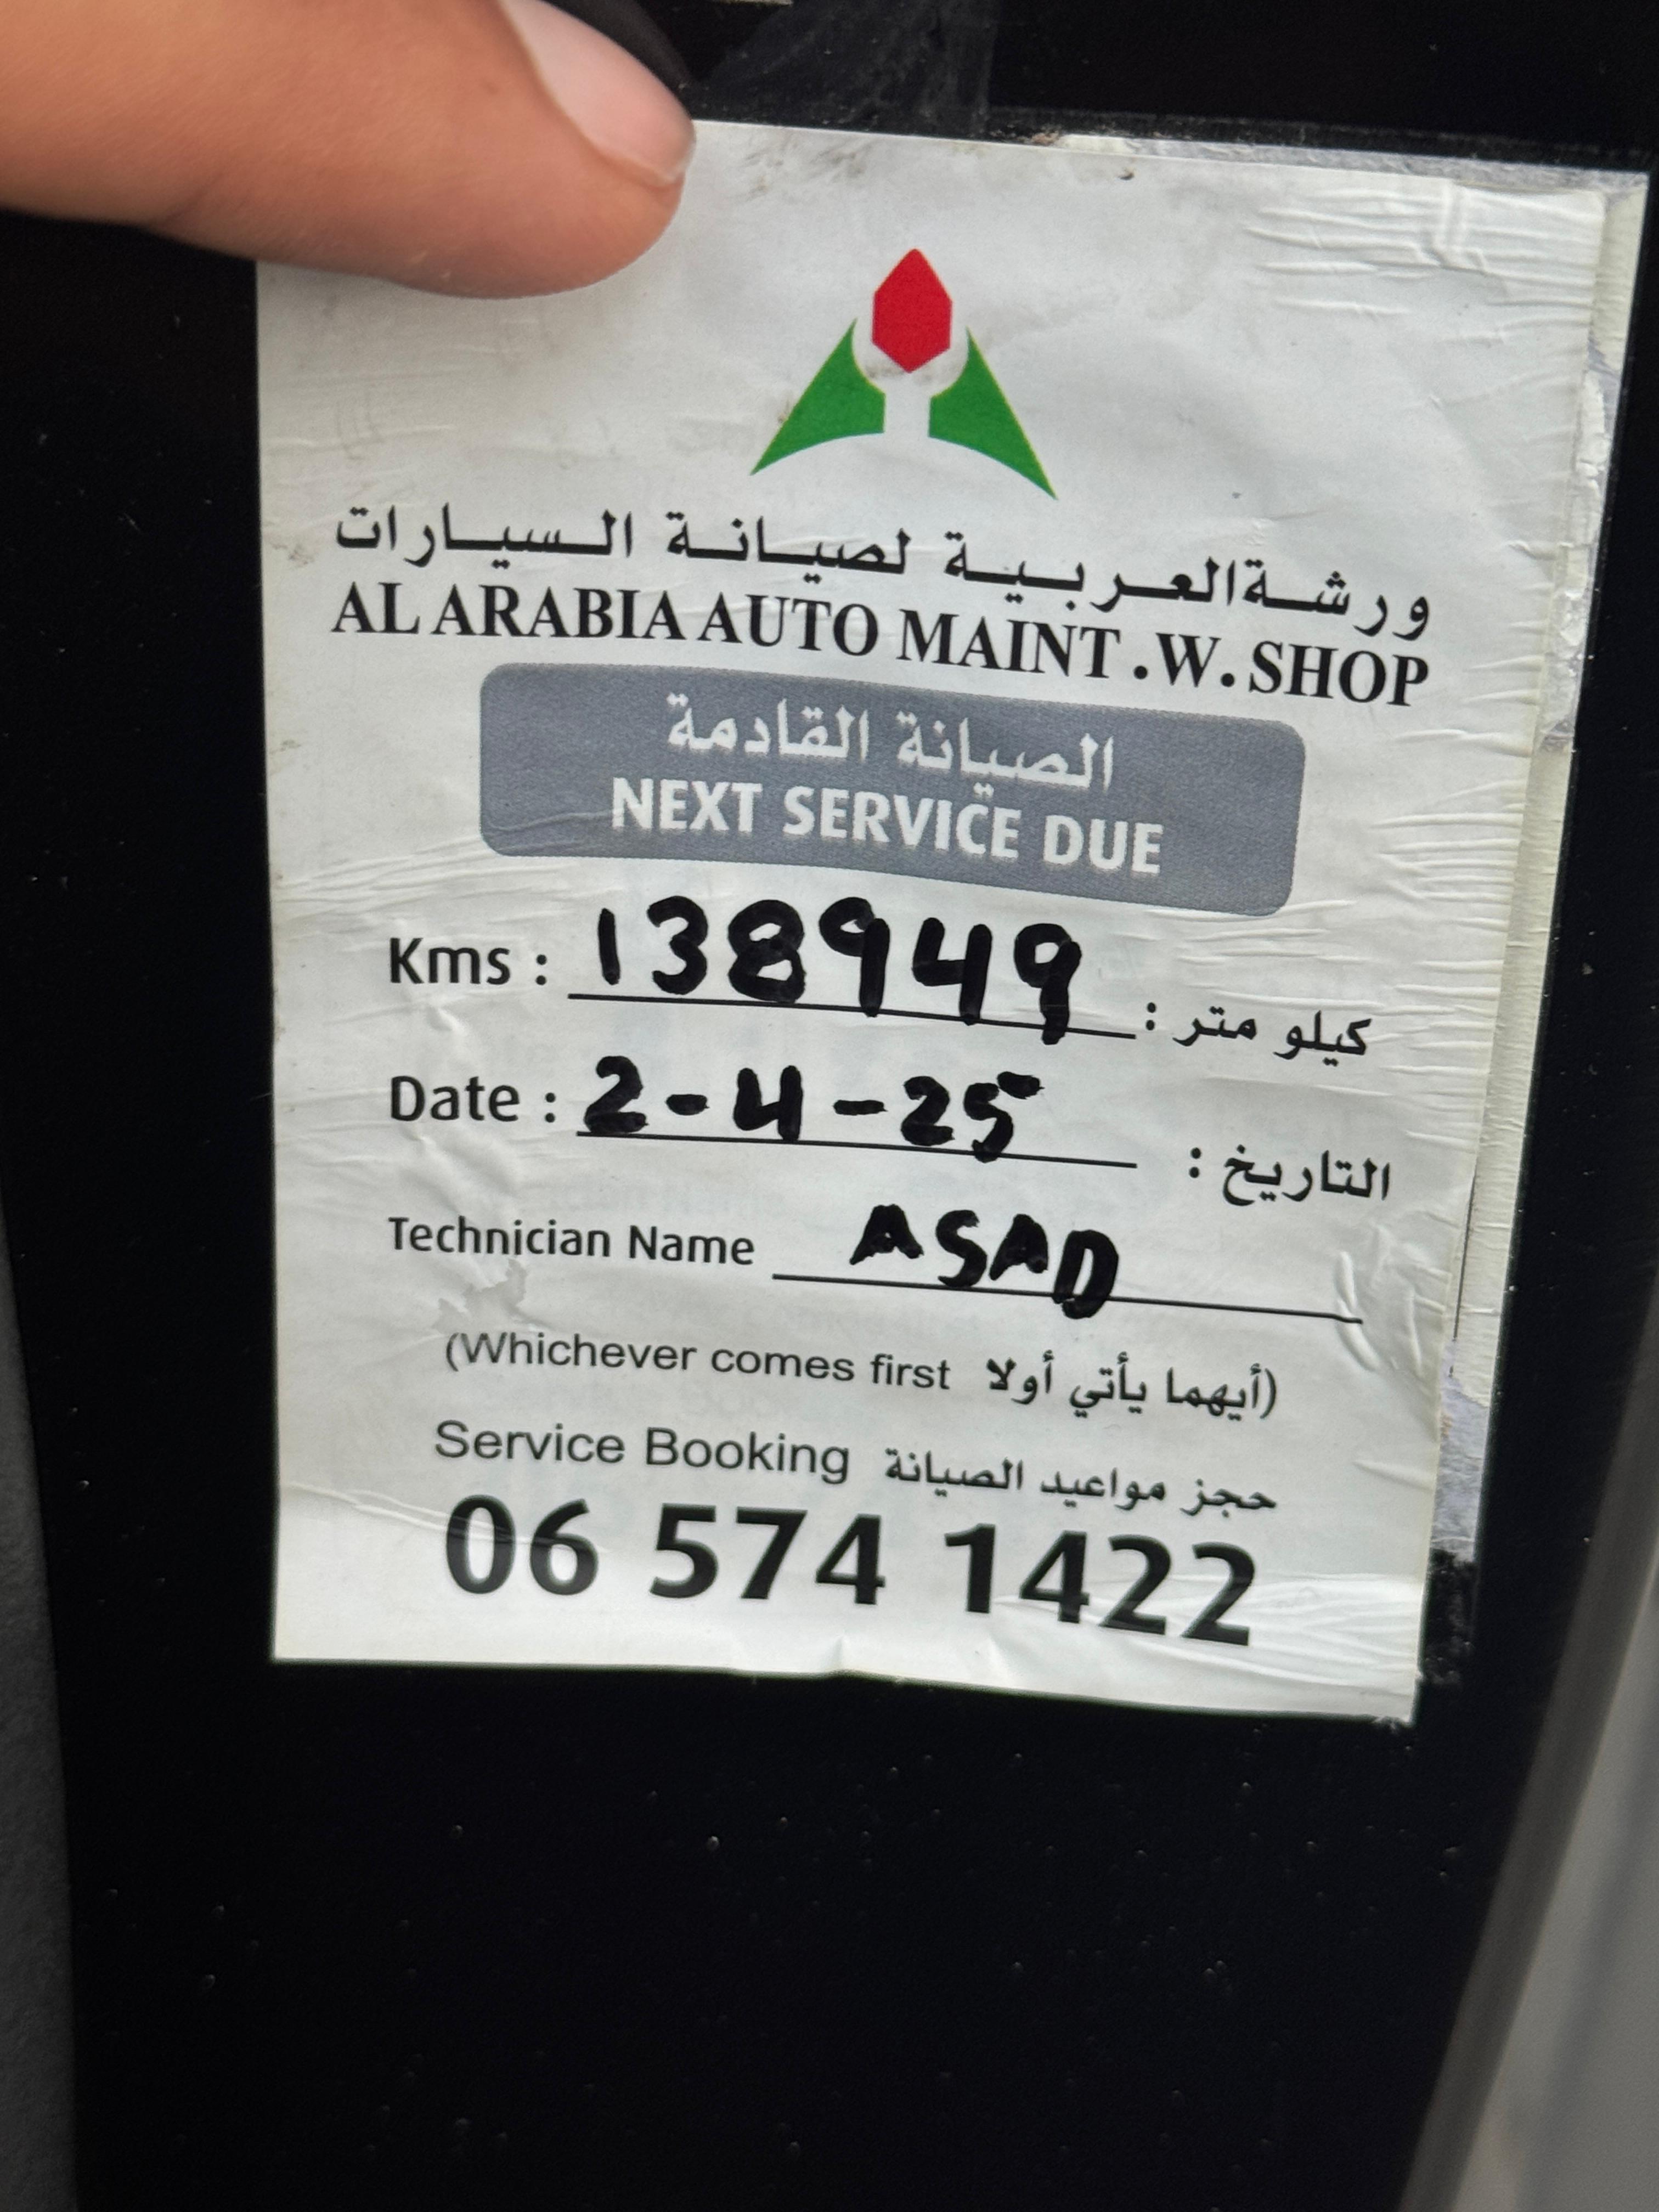 ورشة العربية لصيانة السيارات
AL ARABIA AUTO MAINT.W.SHOP
الصيانة القادمة
NEXT SERVICE DUE
Kms : 138949 كيلو متر :
Date : 2-4-25 التاريخ :
Technician Name ASAD
(Whichever comes first أيهما يأتي أولا)
Service Booking حجز مواعيد الصيانة
06 574 1422